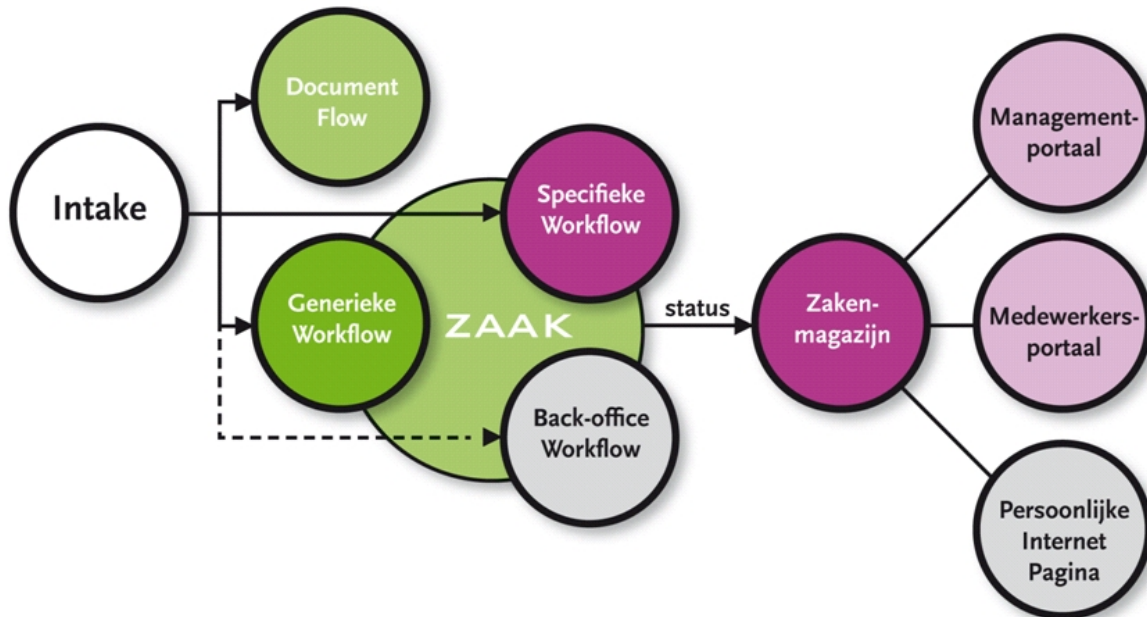 Intake
Document
Flow
Specifieke
Workflow
Generieke
Workflow
ZAAK
Back-office
Workflow
status
Zaken-
magazijn
Management-
portaal
Medewerkers-
portaal
Persoonlijke
Internet
Pagina